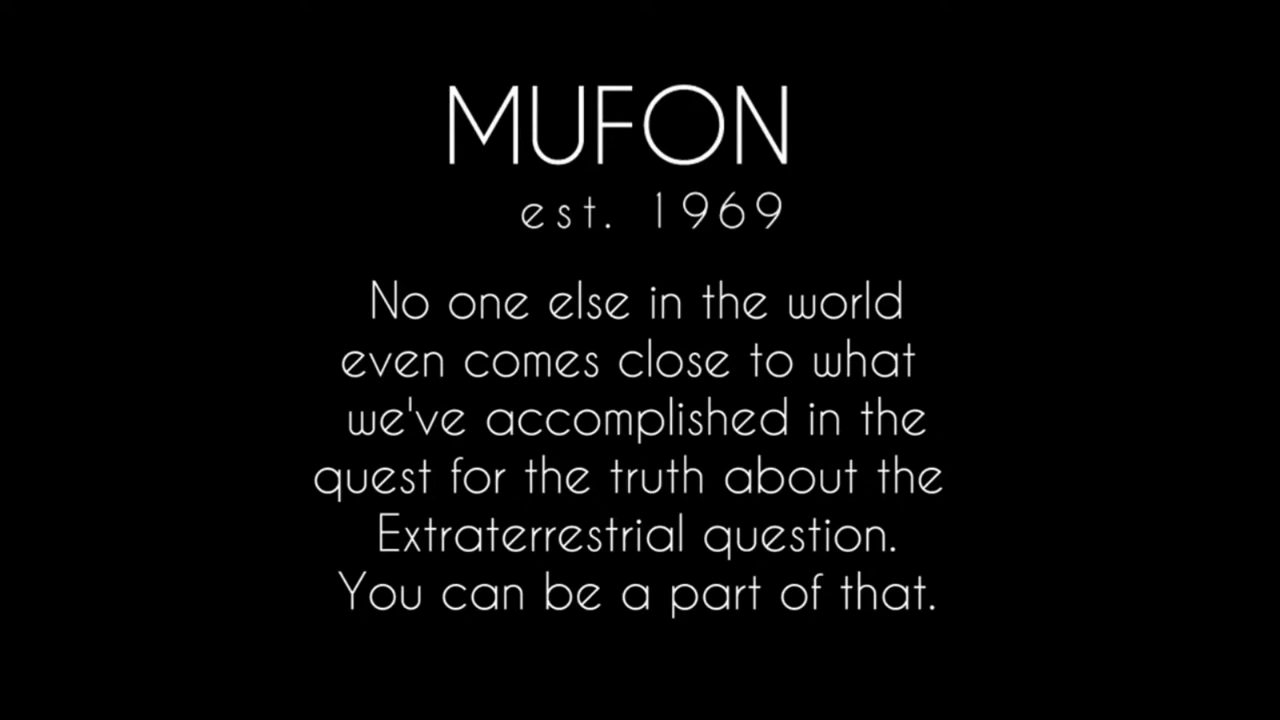 MUFON
est. 1969
No one else in the world
even comes close to what
we've accomplished in the
quest for the truth about the
Extraterrestrial question.
You can be a part of that.